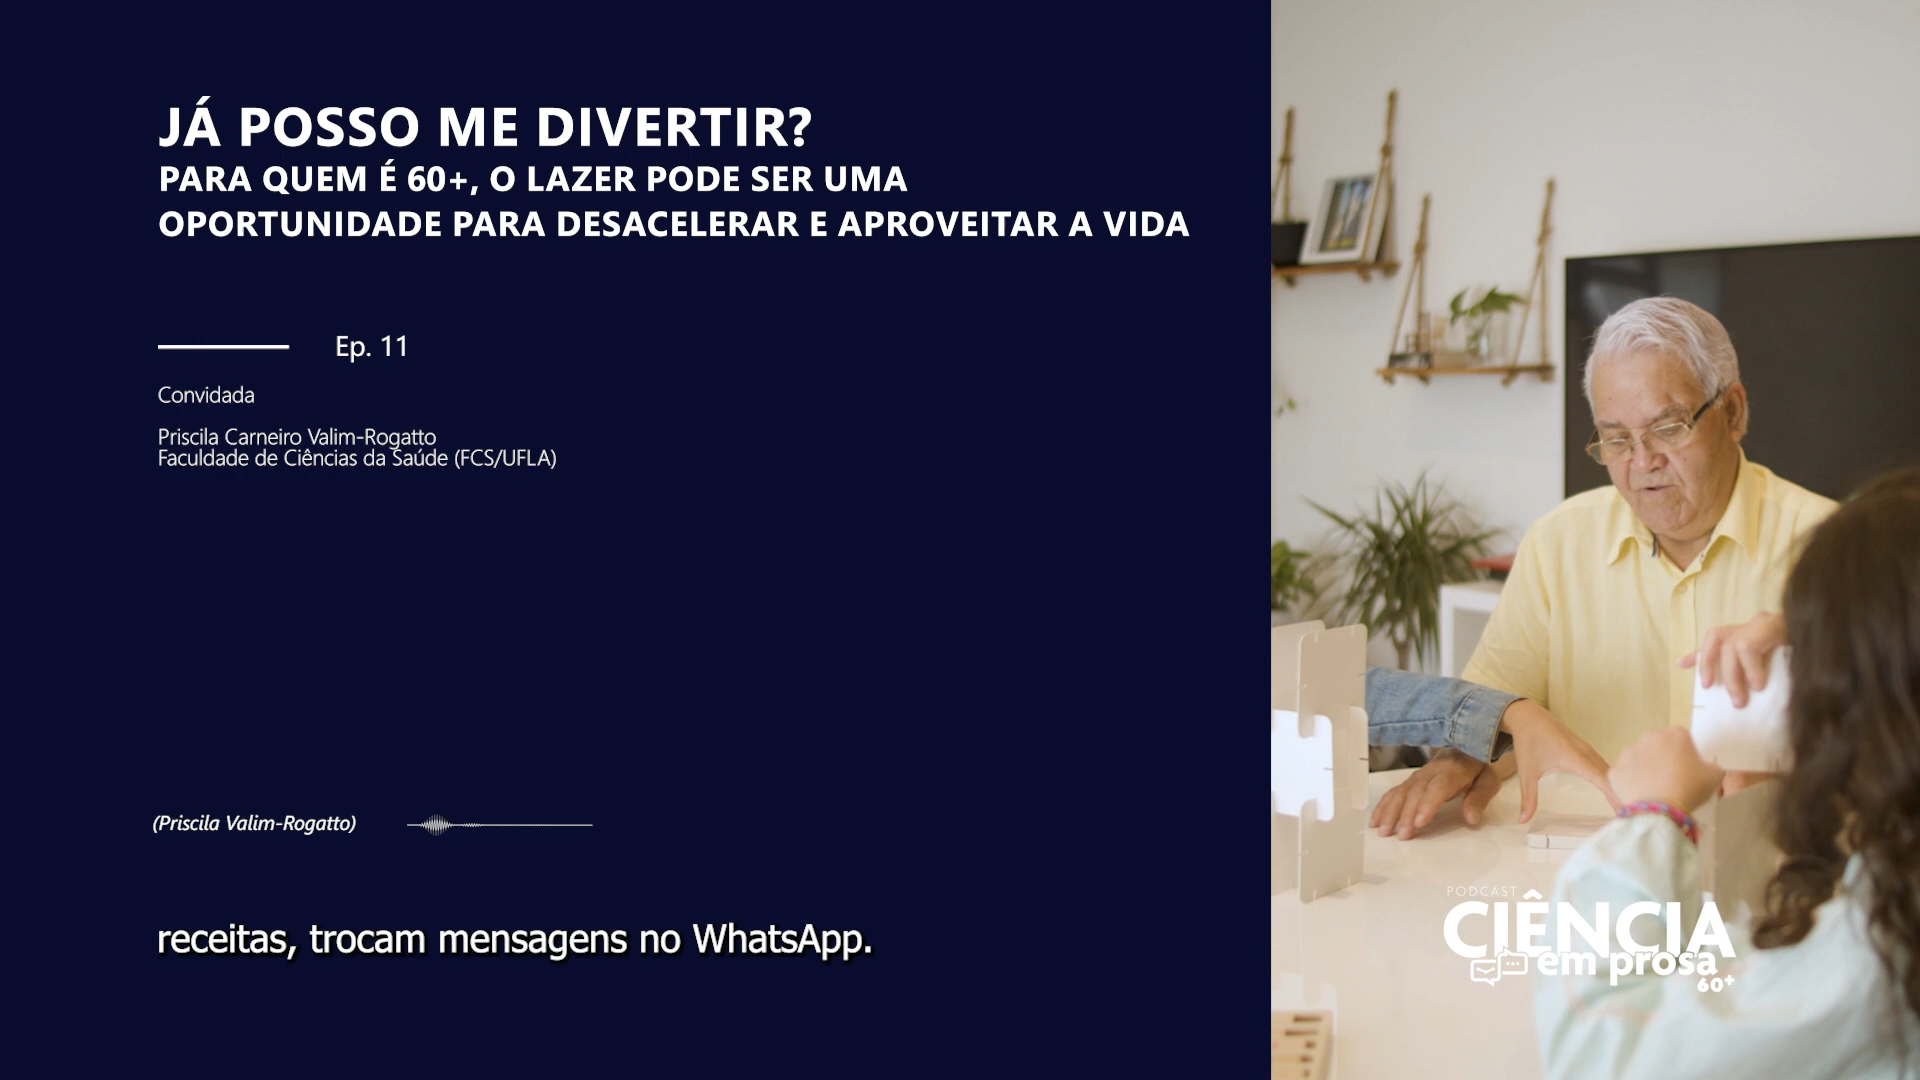 JÁ POSSO ME DIVERTIR?
PARA QUEM É 60+, O LAZER PODE SER UMA
OPORTUNIDADE PARA DESACELERAR E APROVEITAR A VIDA
Ep. 11
Convidada
Priscila Carneiro Valim-Rogatto
Faculdade de Ciências da Saúde (FCS/UFLA)
(Priscila Valim-Rogatto)
receitas, trocam mensagens no WhatsApp.
PODCAST
CIÊNCIA
em prosa
60+